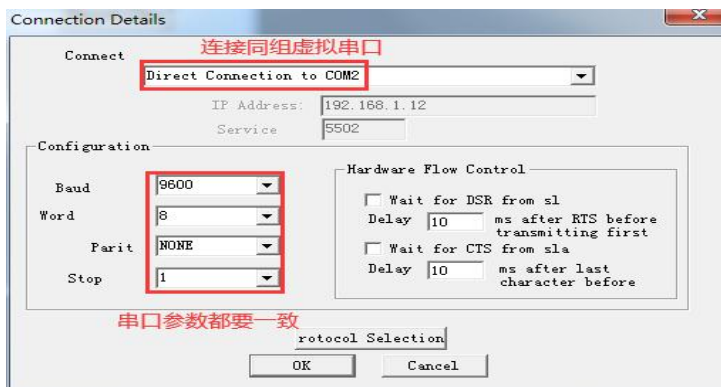 Connection Details
连接同组虚拟串口
Connect
Direct Connection to COM2
IP Address: 192.168.1.12
Service 5502
Configuration
Baud 9600
Word 8
Parit NONE
Stop 1
Hardware Flow Control
Wait for DSR from sl
Delay 10 ms after RTS before transmitting first
Wait for CTS from sla
Delay 10 ms after last character before
串口参数都要一致
rotocol Selection
OK Cancel